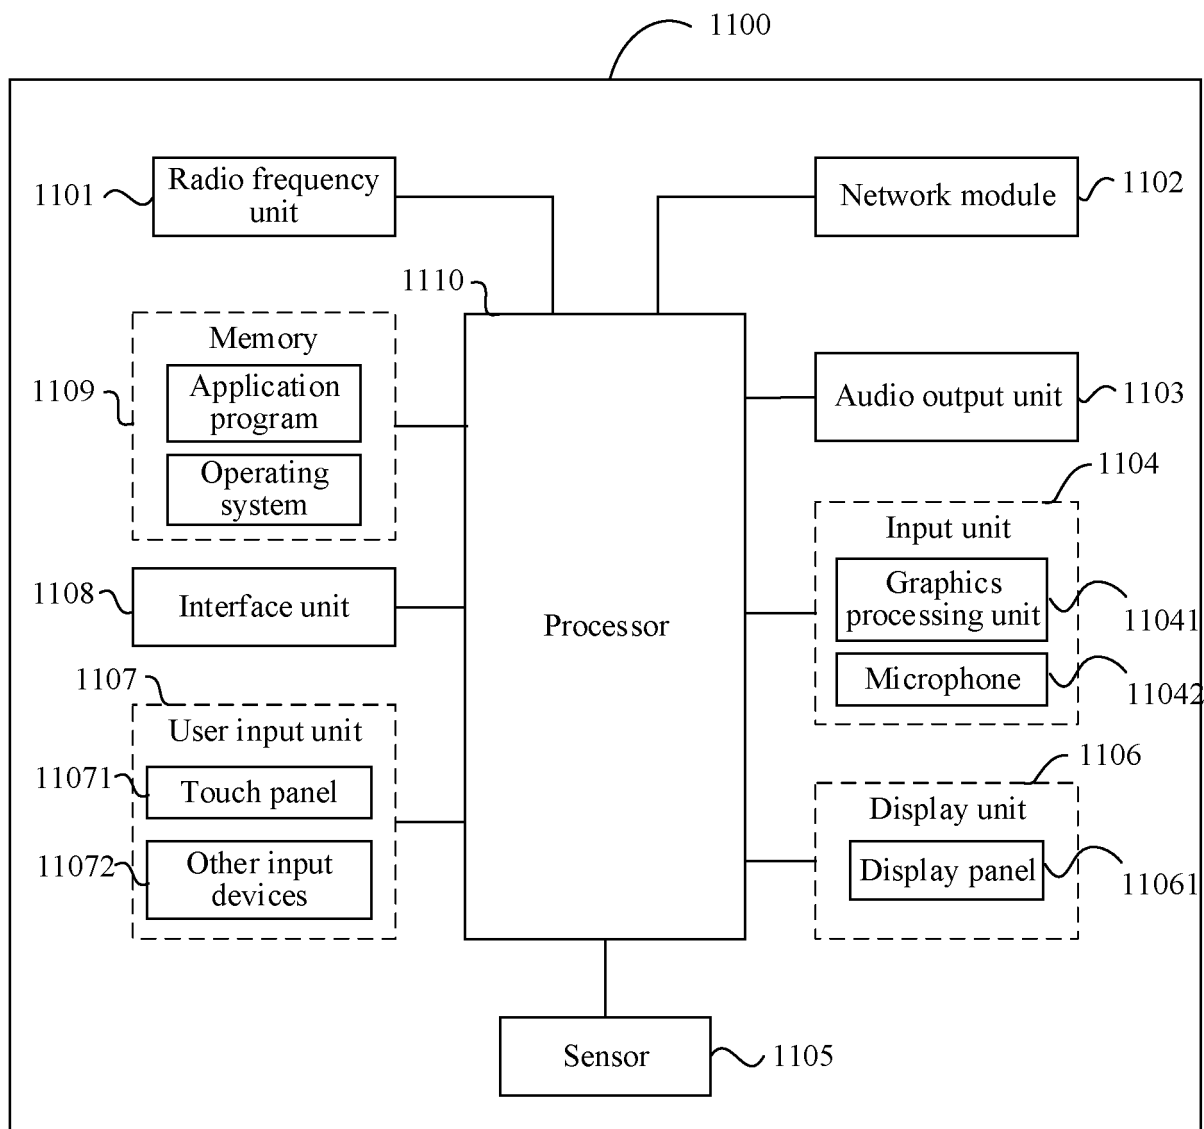 1100
1101
Radio frequency
unit
Network module
1102
1110
Memory
1109
Application
program
Operating
system
Audio output unit
1103
1104
Input unit
Graphics
processing unit
11041
Microphone
11042
1108
Interface unit
Processor
1107
User input unit
11071
Touch panel
11072
Other input
devices
1106
Display unit
Display panel
11061
Sensor
1105